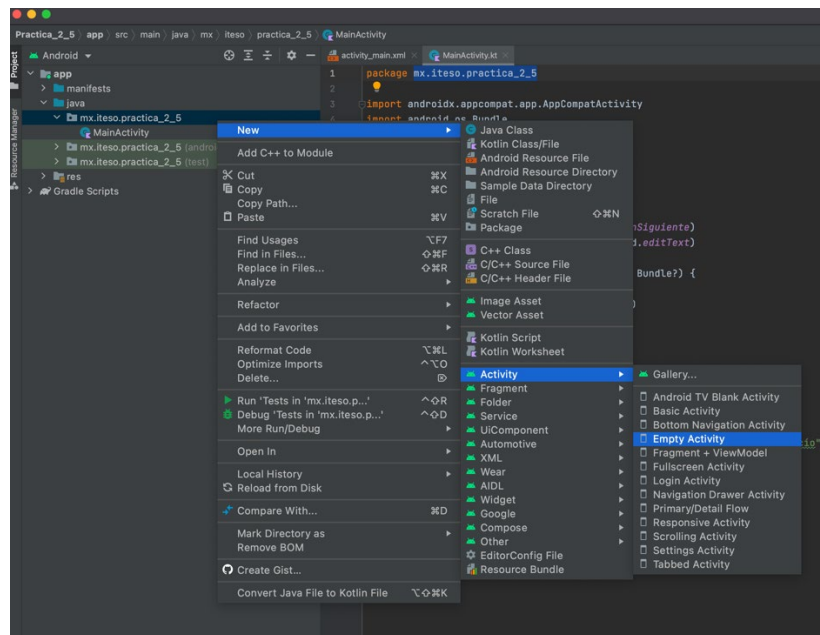 Practica_2_5 〉 app 〉 src 〉 main 〉 java 〉 mx 〉 iteso 〉 practica_2_5 〉 MainActivity
Project
Resource Manager
Android
activity_main.xml
MainActivity.kt
app
manifests
java
mx.iteso.practica_2_5
MainActivity
mx.iteso.practica_2_5 (androi
mx.iteso.practica_2_5 (test)
res
Gradle Scripts
1 package mx.iteso.practica_2_5
2
3 import androidx.appcompat.app.AppCompatActivity
4 import android.os.Bundle
nSiguiente)
d.editText)
Bundle?) {
)
cio"
New
Add C++ to Module
Cut ⌘X
Copy ⌘C
Copy Path...
Paste ⌘V
Find Usages ⌥F7
Find in Files... ⇧⌘F
Replace in Files... ⇧⌘R
Analyze
Refactor
Add to Favorites
Reformat Code ⌥⌘L
Optimize Imports ^⌥O
Delete... ⌦
Run 'Tests in 'mx.iteso.p...' ^⇧R
Debug 'Tests in 'mx.iteso.p...' ^⇧D
More Run/Debug
Open In
Local History
Reload from Disk
Compare With... ⌘D
Mark Directory as
Remove BOM
Create Gist...
Convert Java File to Kotlin File ⌥⇧⌘K
Java Class
Kotlin Class/File
Android Resource File
Android Resource Directory
Sample Data Directory
File
Scratch File ⇧⌘N
Package
C++ Class
C/C++ Source File
C/C++ Header File
Image Asset
Vector Asset
Kotlin Script
Kotlin Worksheet
Activity
Fragment
Folder
Service
UiComponent
Automotive
XML
Wear
AIDL
Widget
Google
Compose
Other
EditorConfig File
Resource Bundle
Gallery...
Android TV Blank Activity
Basic Activity
Bottom Navigation Activity
Empty Activity
Fragment + ViewModel
Fullscreen Activity
Login Activity
Navigation Drawer Activity
Primary/Detail Flow
Responsive Activity
Scrolling Activity
Settings Activity
Tabbed Activity